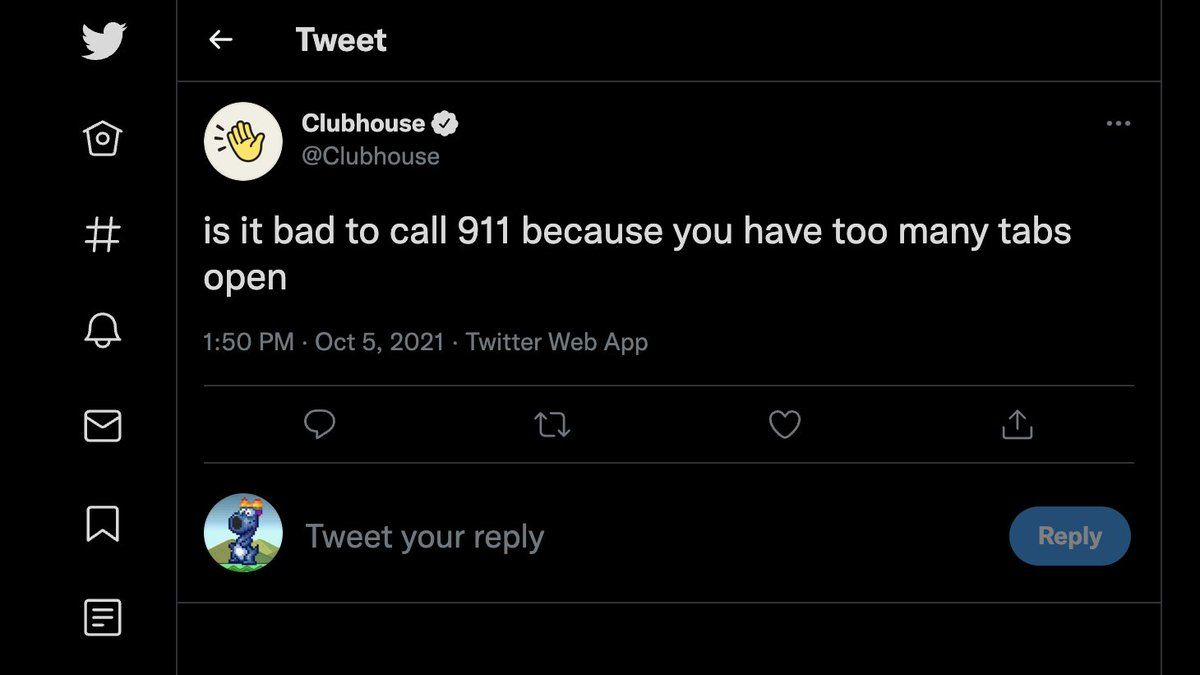 Tweet
Clubhouse
@Clubhouse
is it bad to call 911 because you have too many tabs
open
1:50 PM · Oct 5, 2021 · Twitter Web App
Tweet your reply
Reply